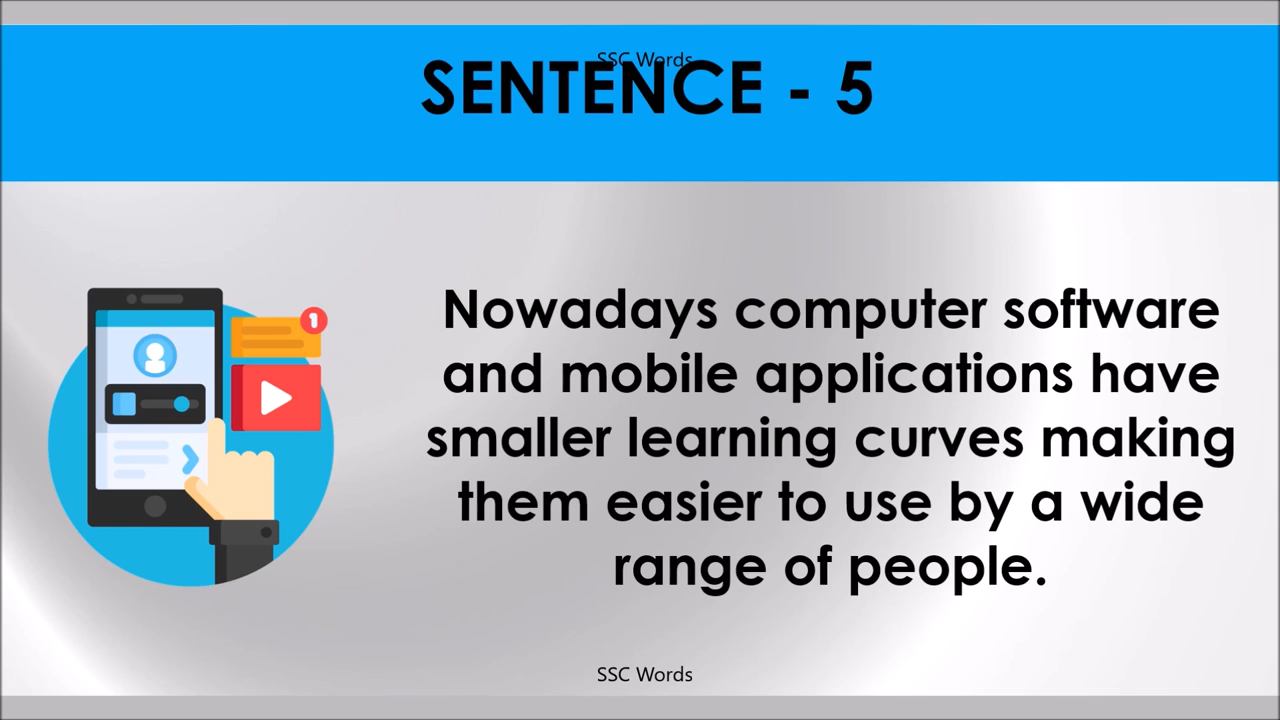 SSC Words
SENTENCE - 5
Nowadays computer software
and mobile applications have
smaller learning curves making
them easier to use by a wide
range of people.
1
SSC Words